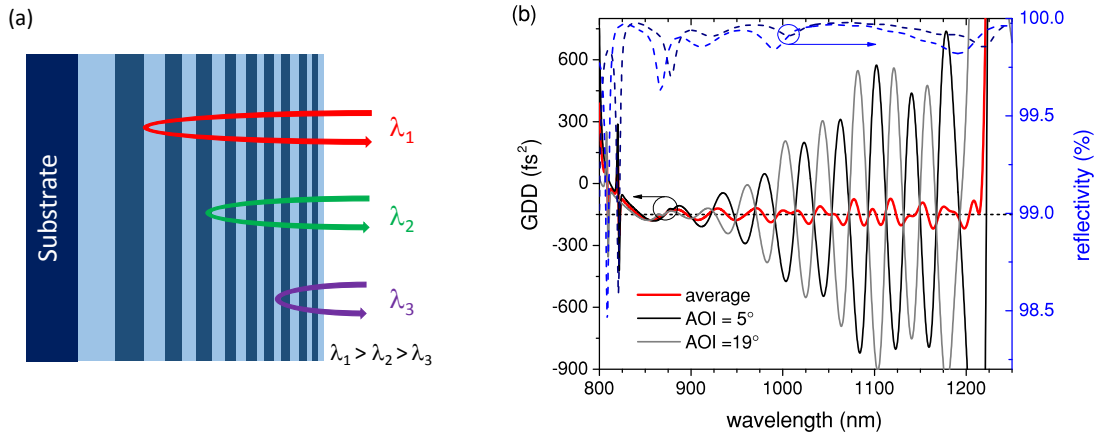 (a)
Substrate
λ1
λ2
λ3
λ1 > λ2 > λ3
(b)
GDD (fs²)
600
300
0
-300
-600
-900
average
AOI = 5°
AOI =19°
800
900
1000
1100
1200
wavelength (nm)
100.0
99.5
99.0
98.5
reflectivity (%)